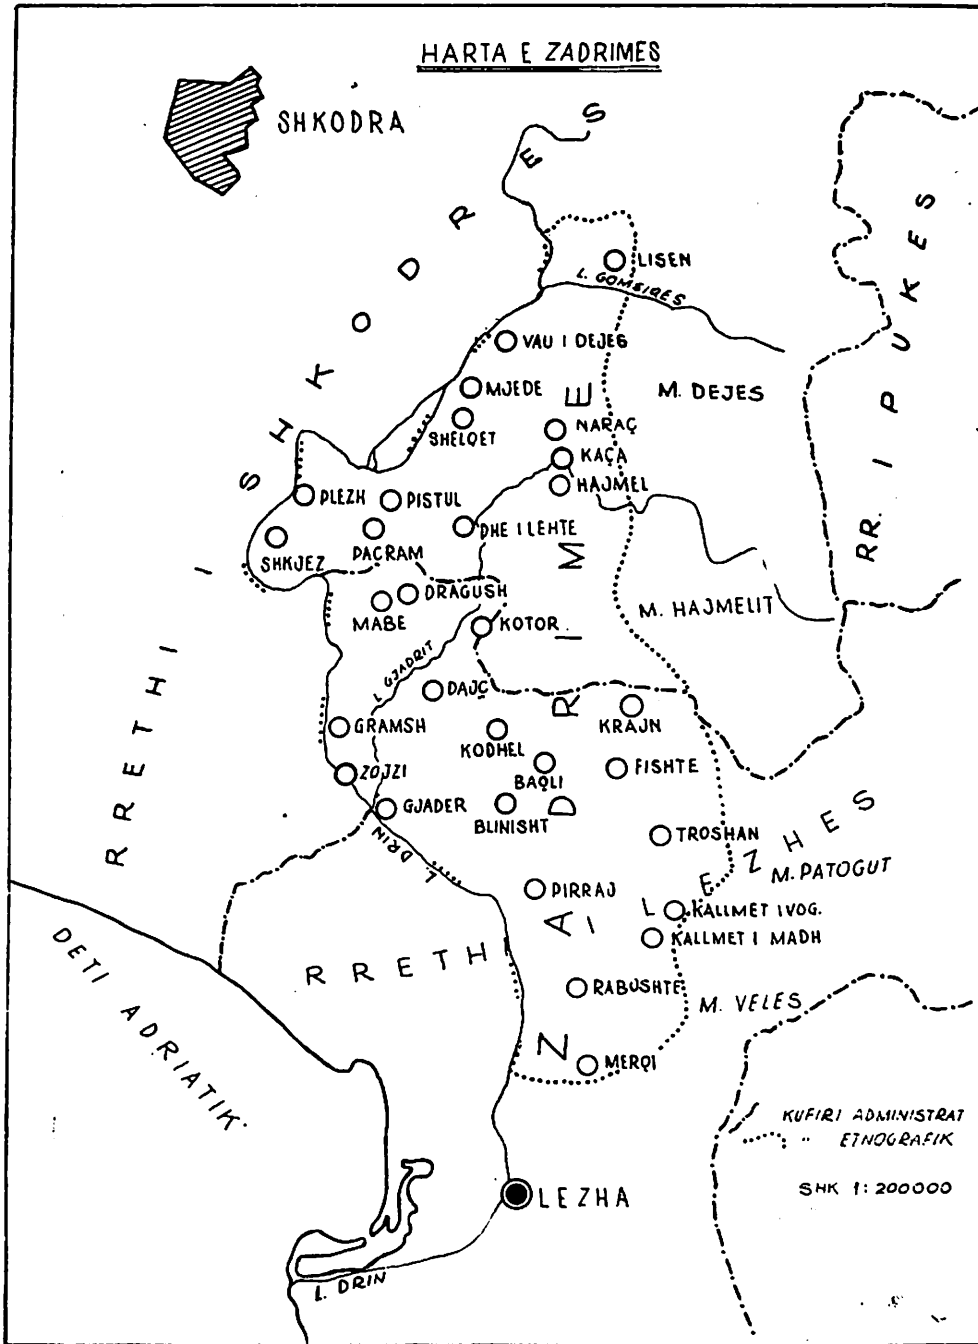 HARTA E ZADRIMES
SHKODRA
RRETHI I SHKODRES
RR. I PUKES
LISEN
L. GOMSIRES
VAU I DEJES
MJEDE
M. DEJES
SHELQET
NARAÇ
KAÇA
HAJMEL
PLEZH
PISTUL
DHE I LEHTE
SHKJEZ
PACRAM
DRAGUSH
MABE
M. HAJMELIT
KOTOR
L GJADRIT
DAJÇ
KRAJN
GRAMSH
KODHEL
ZOJZI
BAQLI
FISHTE
GJADER
BLINISHT
L. DRIN
TROSHAN
M. PATOGUT
PIRRAJ
KALLMET I VOG.
KALLMET I MADH
RRETHI I LEZHES
ZADRIME
RABUSHTE
M. VELES
MERQI
DETI ADRIATIK
KUFIRI ADMINISTRAT
" ETNOGRAFIK
SHK 1:200000
LEZHA
L. DRIN